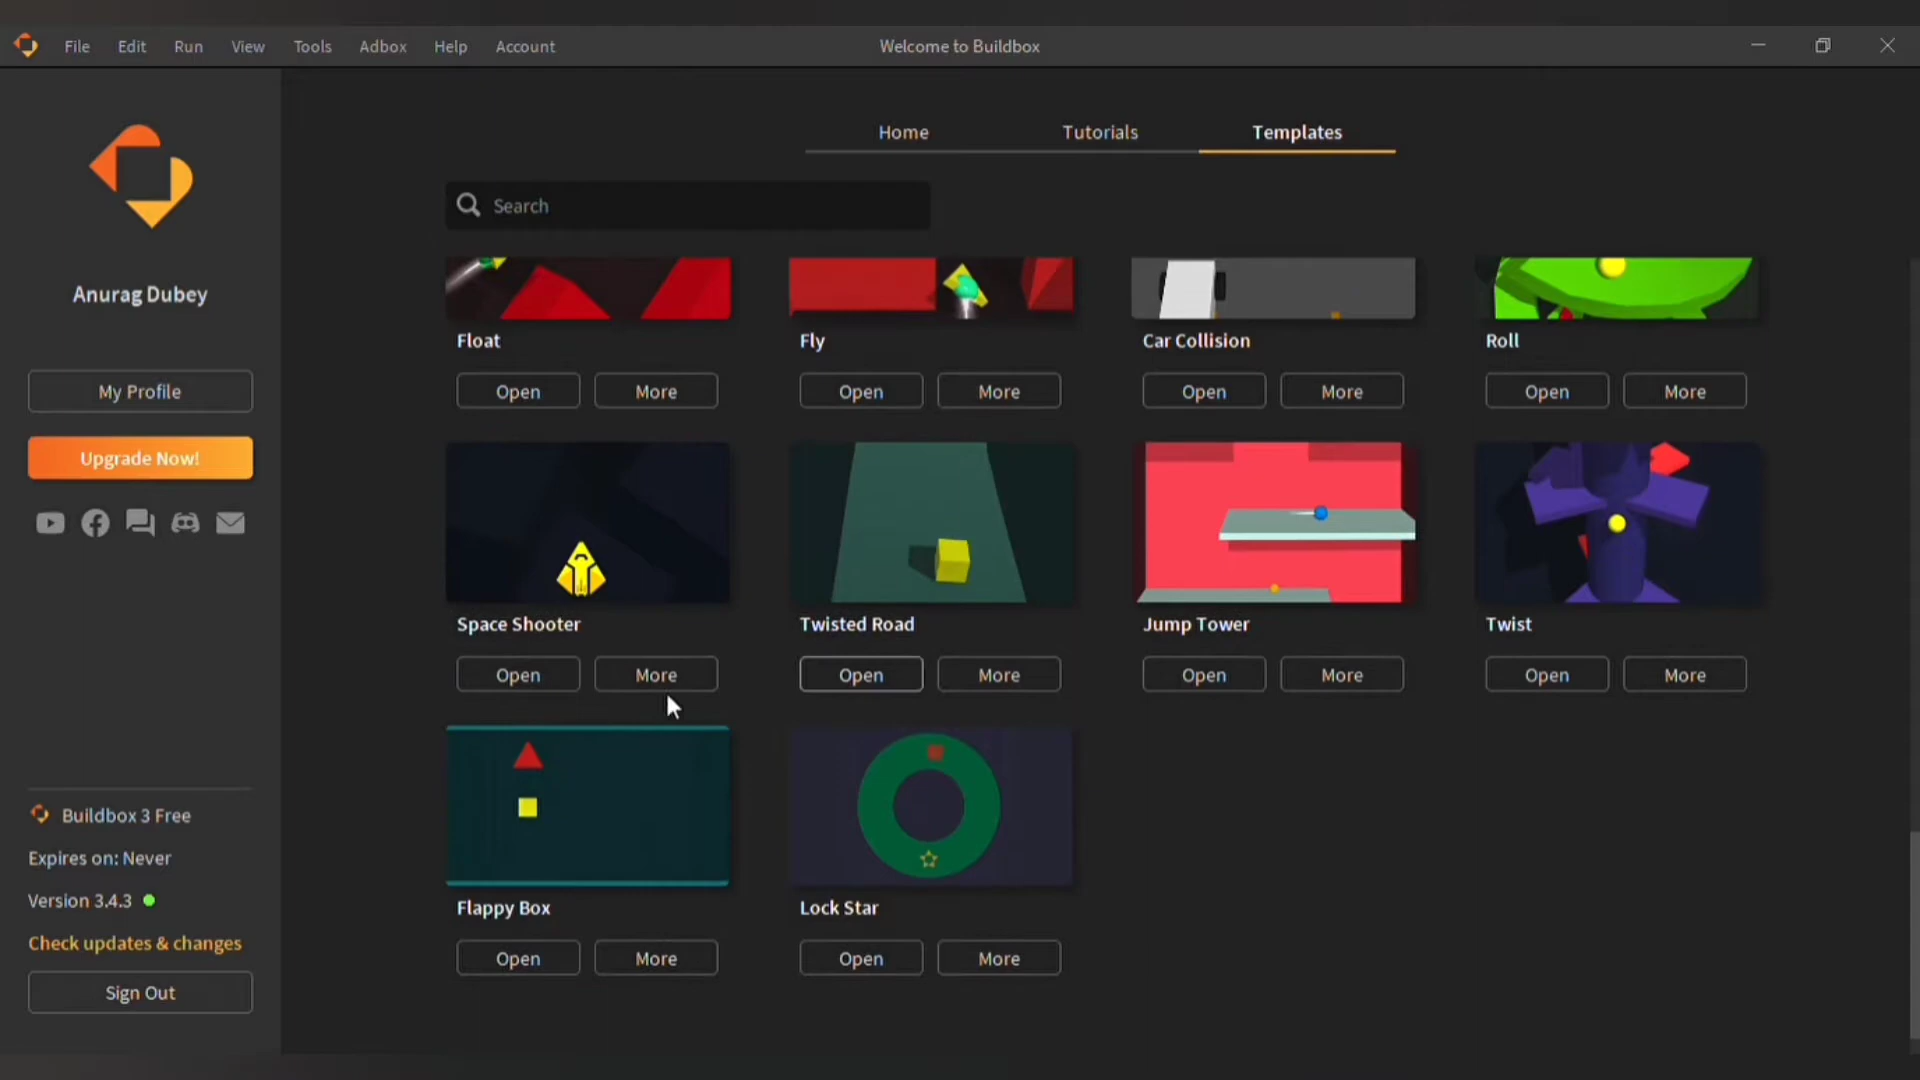 File Edit Run View Tools Adbox Help Account Welcome to Buildbox
Home Tutorials Templates
Search
Anurag Dubey
My Profile
Upgrade Now!
Buildbox 3 Free
Expires on: Never
Version 3.4.3
Check updates & changes
Sign Out
Float Fly Car Collision Roll
Open More Open More Open More Open More
Space Shooter Twisted Road Jump Tower Twist
Open More Open More Open More Open More
Flappy Box Lock Star
Open More Open More